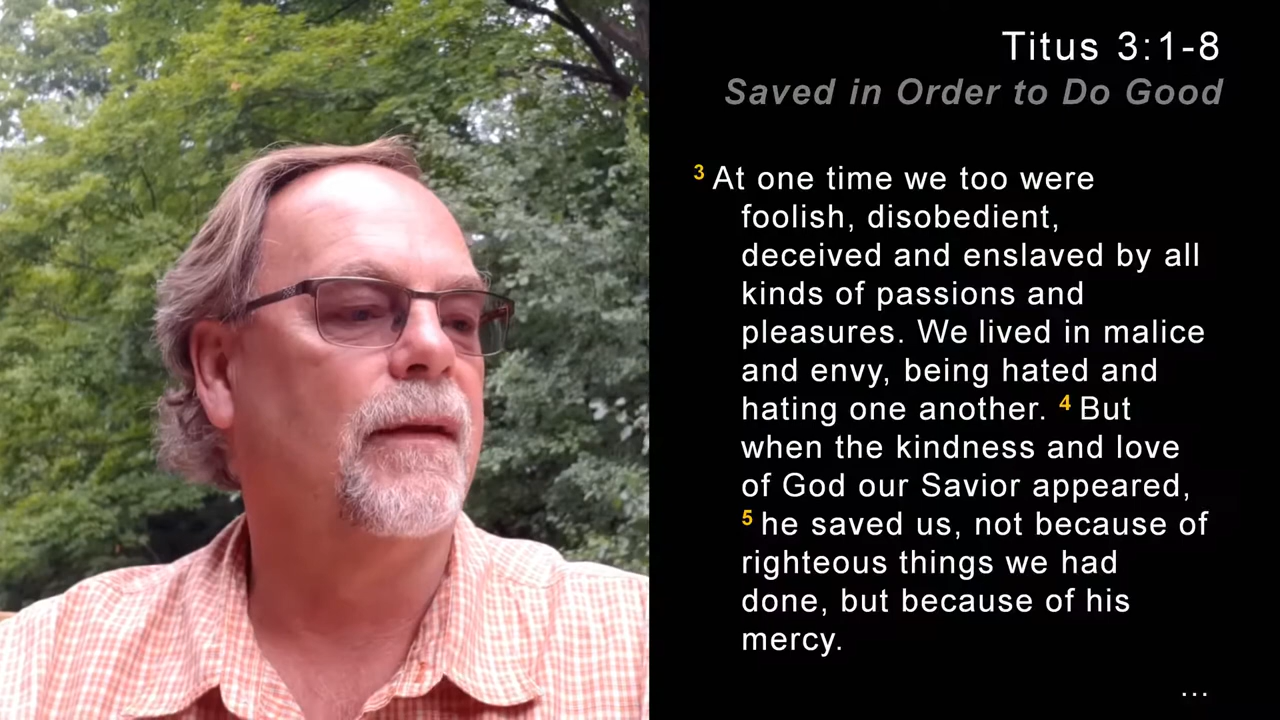 Titus 3:1-8
Saved in Order to Do Good
3 At one time we too were
foolish, disobedient,
deceived and enslaved by all
kinds of passions and
pleasures. We lived in malice
and envy, being hated and
hating one another. 4 But
when the kindness and love
of God our Savior appeared,
5 he saved us, not because of
righteous things we had
done, but because of his
mercy.
...